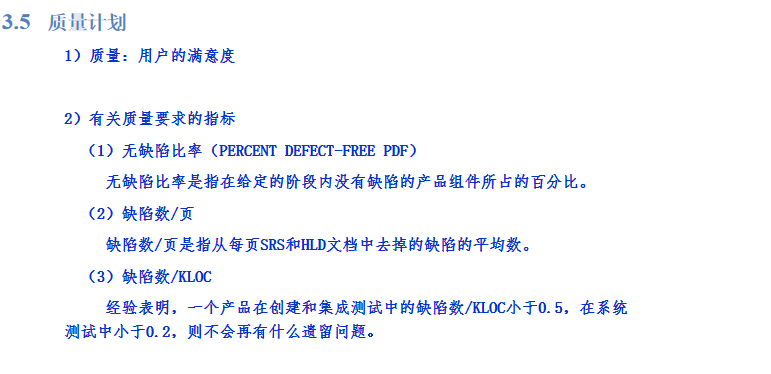 3.5 质量计划
1）质量：用户的满意度
2）有关质量要求的指标
（1）无缺陷比率（PERCENT DEFECT-FREE PDF）
无缺陷比率是指在给定的阶段内没有缺陷的产品组件所占的百分比。
（2）缺陷数/页
缺陷数/页是指从每页SRS和HLD文档中去掉的缺陷的平均数。
（3）缺陷数/KLOC
经验表明，一个产品在创建和集成测试中的缺陷数/KLOC小于0.5，在系统
测试中小于0.2，则不会再有什么遗留问题。